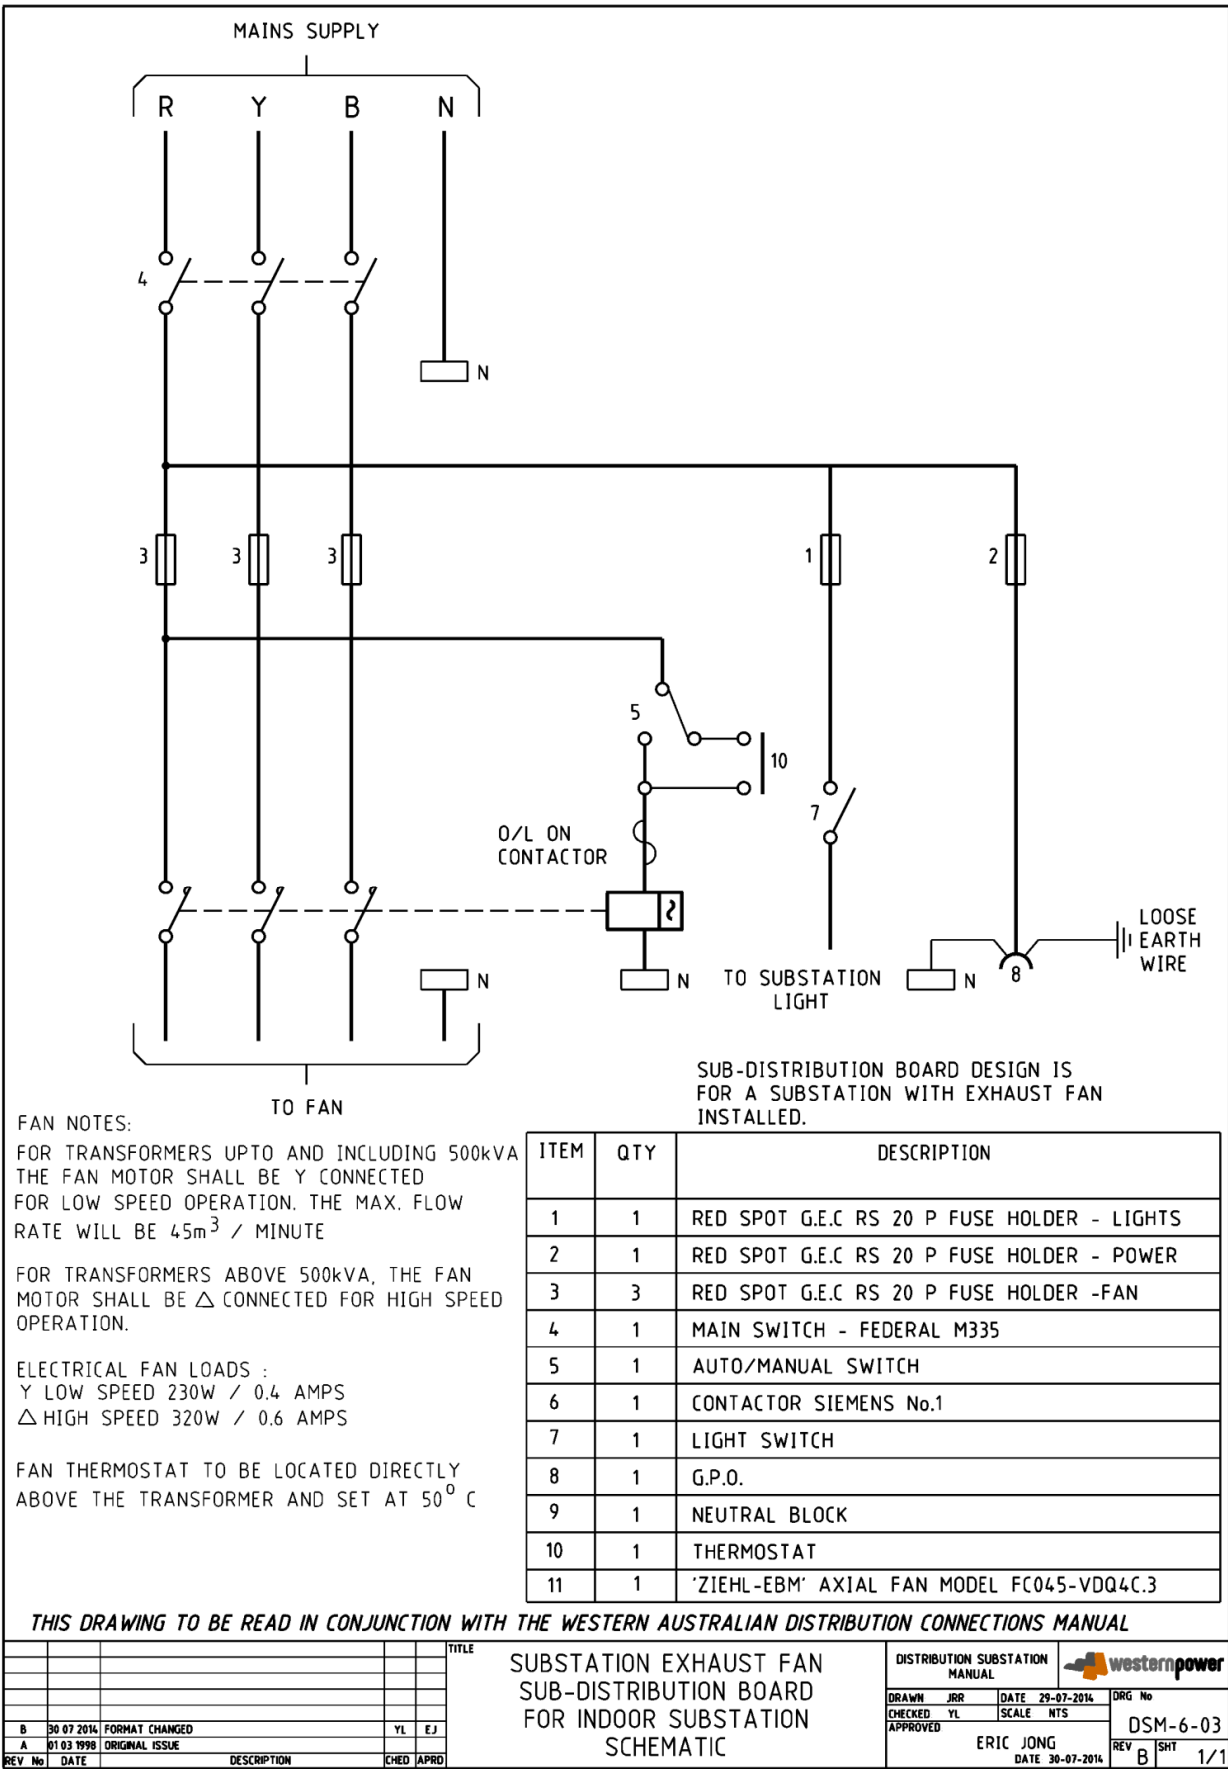 MAINS SUPPLY
R Y B N
4
N
3 3 3 1 2
5
10
7
O/L ON
CONTACTOR
N
N
TO SUBSTATION
LIGHT
N
8
LOOSE
EARTH
WIRE
TO FAN
SUB-DISTRIBUTION BOARD DESIGN IS
FOR A SUBSTATION WITH EXHAUST FAN
INSTALLED.
FAN NOTES:
FOR TRANSFORMERS UPTO AND INCLUDING 500kVA
THE FAN MOTOR SHALL BE Y CONNECTED
FOR LOW SPEED OPERATION. THE MAX. FLOW
RATE WILL BE 45m³ / MINUTE
FOR TRANSFORMERS ABOVE 500kVA, THE FAN
MOTOR SHALL BE △ CONNECTED FOR HIGH SPEED
OPERATION.
ELECTRICAL FAN LOADS :
Y LOW SPEED 230W / 0.4 AMPS
△ HIGH SPEED 320W / 0.6 AMPS
FAN THERMOSTAT TO BE LOCATED DIRECTLY
ABOVE THE TRANSFORMER AND SET AT 50° C
ITEM QTY DESCRIPTION
1 1 RED SPOT G.E.C RS 20 P FUSE HOLDER - LIGHTS
2 1 RED SPOT G.E.C RS 20 P FUSE HOLDER - POWER
3 3 RED SPOT G.E.C RS 20 P FUSE HOLDER -FAN
4 1 MAIN SWITCH - FEDERAL M335
5 1 AUTO/MANUAL SWITCH
6 1 CONTACTOR SIEMENS No.1
7 1 LIGHT SWITCH
8 1 G.P.O.
9 1 NEUTRAL BLOCK
10 1 THERMOSTAT
11 1 'ZIEHL-EBM' AXIAL FAN MODEL FC045-VDQ4C.3
THIS DRAWING TO BE READ IN CONJUNCTION WITH THE WESTERN AUSTRALIAN DISTRIBUTION CONNECTIONS MANUAL
B 30 07 2014 FORMAT CHANGED YL EJ
A 01 03 1998 ORIGINAL ISSUE
REV No DATE DESCRIPTION CHED APRD
TITLE
SUBSTATION EXHAUST FAN
SUB-DISTRIBUTION BOARD
FOR INDOOR SUBSTATION
SCHEMATIC
DISTRIBUTION SUBSTATION
MANUAL
westernpower
DRAWN JRR DATE 29-07-2014
CHECKED YL SCALE NTS
APPROVED
ERIC JONG
DATE 30-07-2014
DRG No
DSM-6-03
REV B SHT 1/1